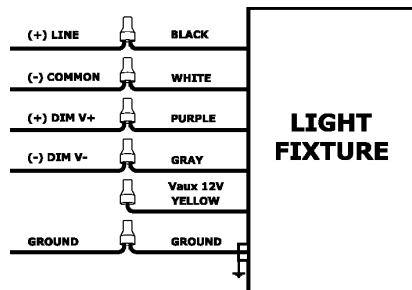 (+) LINE BLACK
(-) COMMON WHITE
(+) DIM V+ PURPLE
(-) DIM V- GRAY
Vaux 12V
YELLOW
GROUND GROUND
LIGHT
FIXTURE